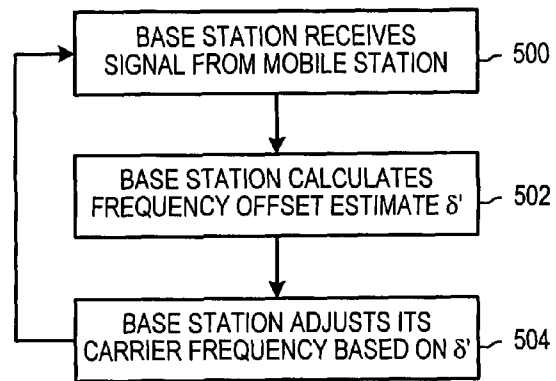 BASE STATION RECEIVES
SIGNAL FROM MOBILE STATION
500
BASE STATION CALCULATES
FREQUENCY OFFSET ESTIMATE δ'
502
BASE STATION ADJUSTS ITS
CARRIER FREQUENCY BASED ON δ'
504